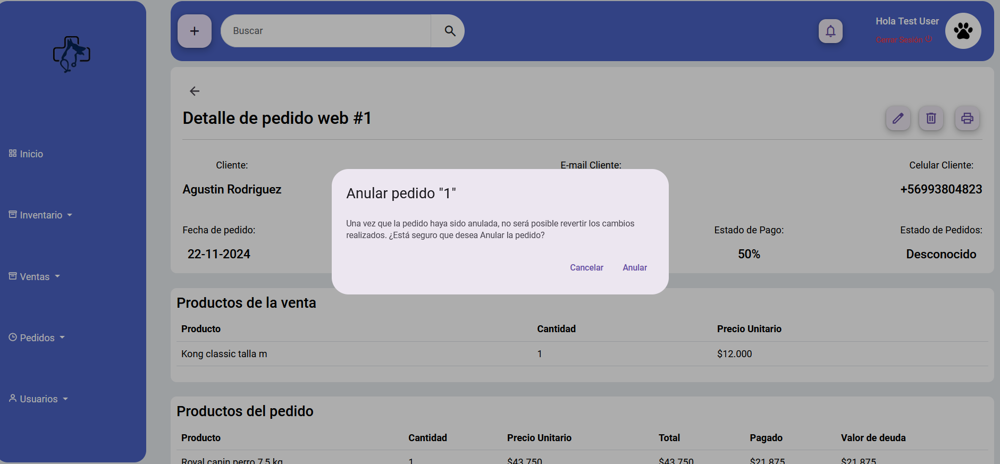 Buscar
Hola Test User
Cerrar Sesión
Detalle de pedido web #1
Inicio
Inventario
Ventas
Pedidos
Usuarios
Cliente:
E-mail Cliente:
Celular Cliente:
Agustin Rodriguez
+56993804823
Fecha de pedido:
Estado de Pago:
Estado de Pedidos:
22-11-2024
50%
Desconocido
Anular pedido "1"
Una vez que la pedido haya sido anulada, no será posible revertir los cambios
realizados. ¿Está seguro que desea Anular la pedido?
Cancelar Anular
Productos de la venta
Producto Cantidad Precio Unitario
Kong classic talla m 1 $12.000
Productos del pedido
Producto Cantidad Precio Unitario Total Pagado Valor de deuda
Royal canin perro 7,5 kg 1 $43.750 $43.750 $21.875 $21.875